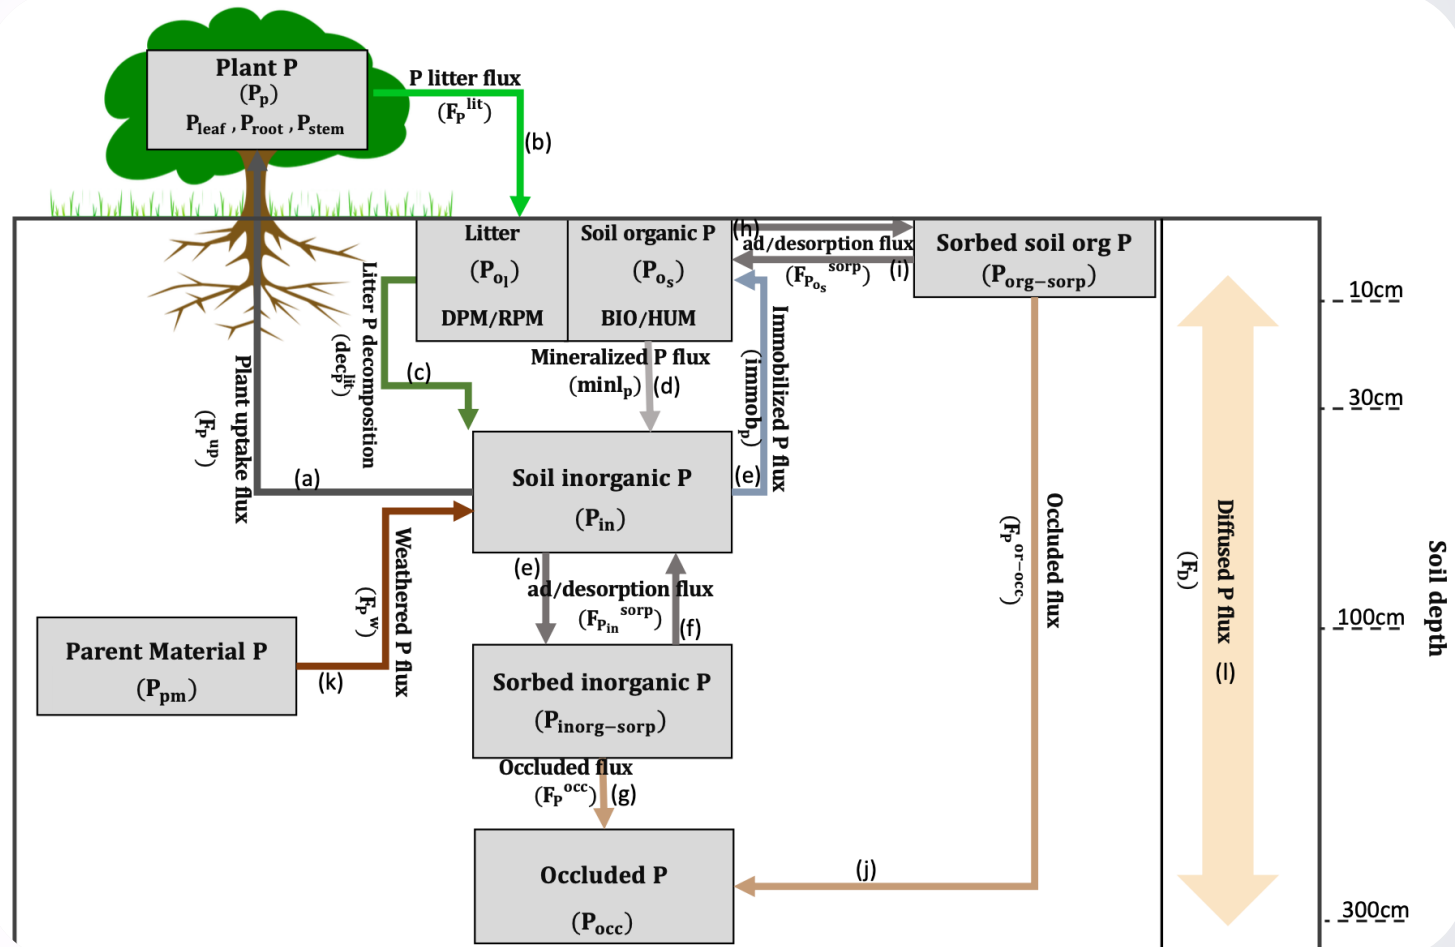 Plant P
(Pp)
Pleaf , Proot , Pstem
P litter flux
(FP^lit)
(b)
Litter
(Pol)
DPM/RPM
Soil organic P
(Pos)
BIO/HUM
(h)
ad/desorption flux
(FPos^sorp)
(i)
Sorbed soil org P
(Porg−sorp)
10cm
30cm
100cm
300cm
Soil depth
Litter P decomposition
(decP^lit)
(c)
Mineralized P flux
(minlp)
(d)
Immobilized P flux
(immobp)
(e)
Plant uptake flux
(FP^up)
(a)
Soil inorganic P
(Pin)
Weathered P flux
(FP^w)
(k)
Parent Material P
(Ppm)
(e)
ad/desorption flux
(FPin^sorp)
(f)
Sorbed inorganic P
(Pinorg−sorp)
Occluded flux
(FP^occ)
(g)
Occluded P
(Pocc)
Occluded flux
(FP^or−occ)
(j)
Diffused P flux
(FD)
(l)